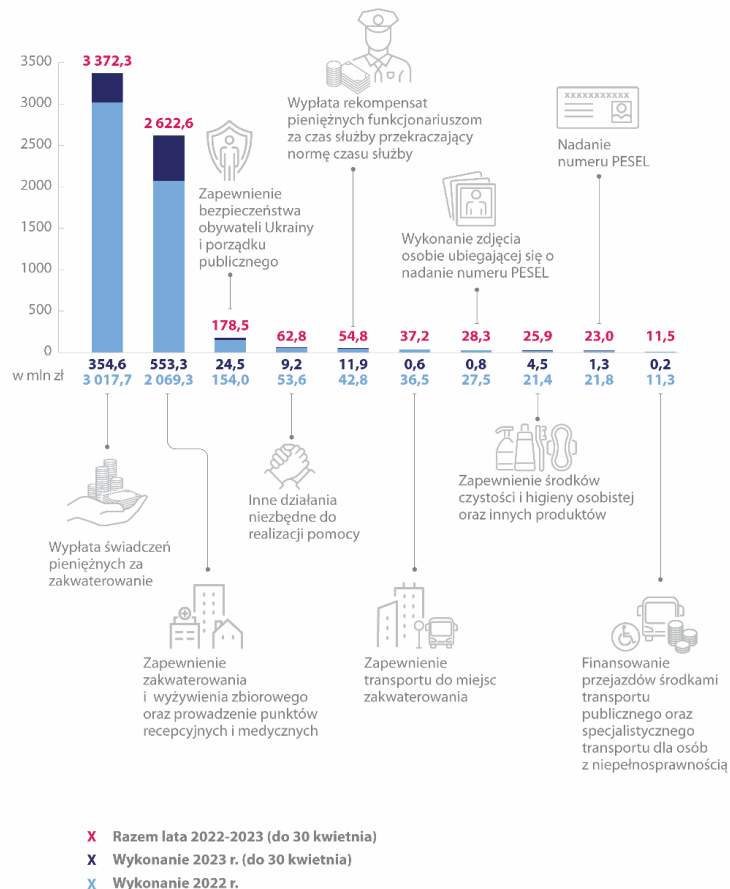 3500
3000
2500
2000
1500
1000
500
0
w mln zł
3 372,3
2 622,6
178,5
62,8
54,8
37,2
28,3
25,9
23,0
11,5
354,6
553,3
24,5
9,2
11,9
0,6
0,8
4,5
1,3
0,2
3 017,7
2 069,3
154,0
53,6
42,8
36,5
27,5
21,4
21,8
11,3
Zapewnienie
bezpieczeństwa
obywateli Ukrainy
i porządku
publicznego
Wypłata rekompensat
pieniężnych funkcjonariuszom
za czas służby przekraczający
normę czasu służby
Wykonanie zdjęcia
osobie ubiegającej się o
nadanie numeru PESEL
XXXXXXXXXXX
Nadanie
numeru PESEL
Wypłata świadczeń
pieniężnych za
zakwaterowanie
Zapewnienie
zakwaterowania
i wyżywienia zbiorowego
oraz prowadzenie punktów
recepcyjnych i medycznych
Inne działania
niezbędne do
realizacji pomocy
Zapewnienie
transportu do miejsc
zakwaterowania
Zapewnienie środków
czystości i higieny osobistej
oraz innych produktów
Finansowanie
przejazdów środkami
transportu
publicznego oraz
specjalistycznego
transportu dla osób
z niepełnosprawnością
X Razem lata 2022-2023 (do 30 kwietnia)
X Wykonanie 2023 r. (do 30 kwietnia)
X Wykonanie 2022 r.